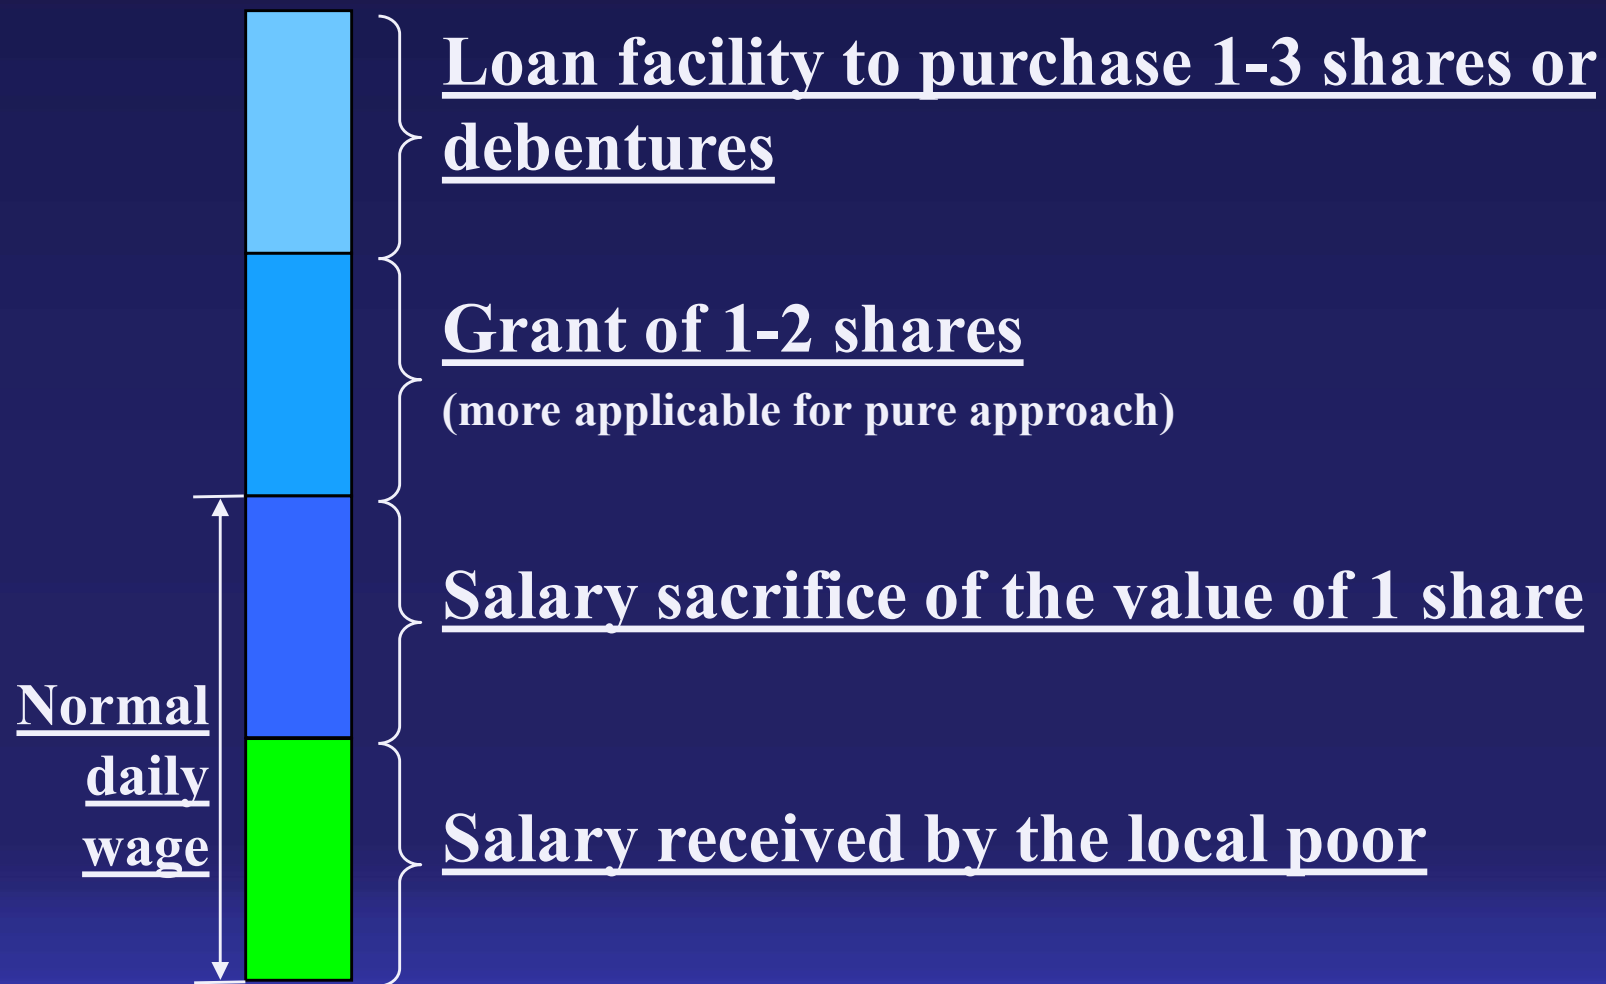 Loan facility to purchase 1-3 shares or
debentures
Grant of 1-2 shares
(more applicable for pure approach)
Salary sacrifice of the value of 1 share
Normal
daily
wage
Salary received by the local poor